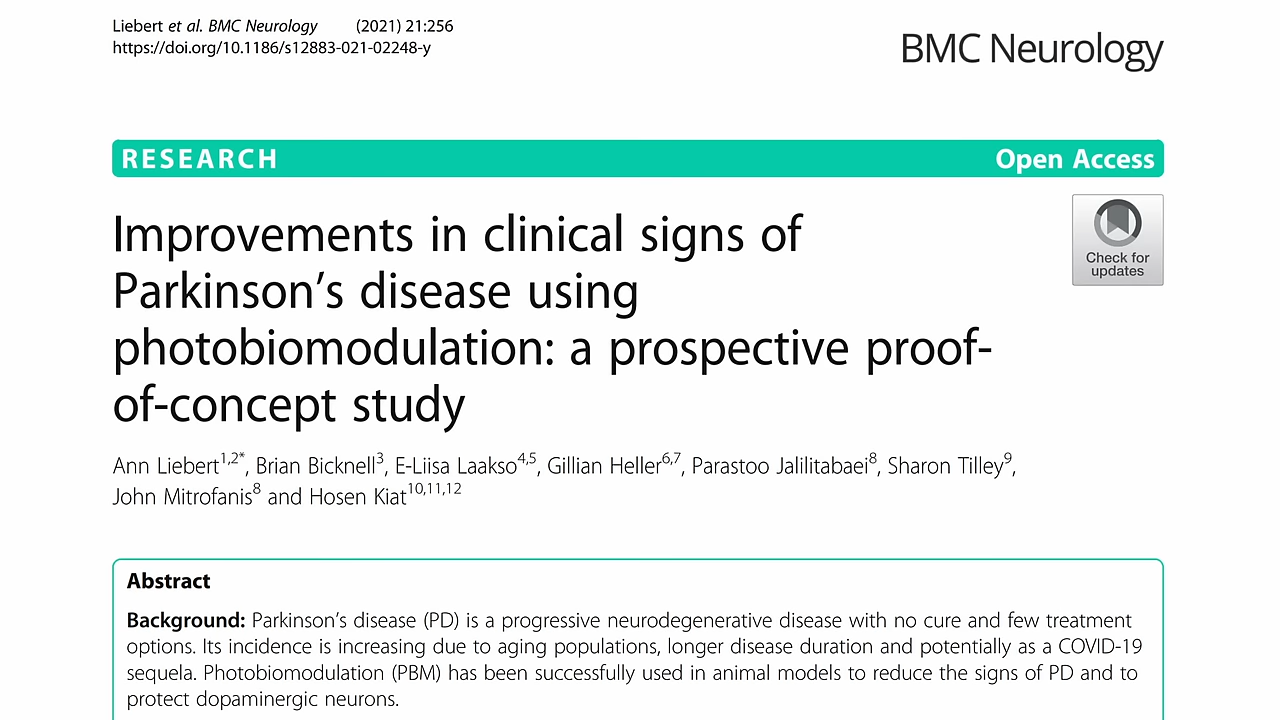 Liebert et al. BMC Neurology (2021) 21:256
https://doi.org/10.1186/s12883-021-02248-y
BMC Neurology
RESEARCH Open Access
Improvements in clinical signs of
Parkinson’s disease using
photobiomodulation: a prospective proof-
of-concept study
Check for
updates
Ann Liebert1,2*, Brian Bicknell3, E-Liisa Laakso4,5, Gillian Heller6,7, Parastoo Jalilitabaei8, Sharon Tilley9,
John Mitrofanis8 and Hosen Kiat10,11,12
Abstract
Background: Parkinson’s disease (PD) is a progressive neurodegenerative disease with no cure and few treatment
options. Its incidence is increasing due to aging populations, longer disease duration and potentially as a COVID-19
sequela. Photobiomodulation (PBM) has been successfully used in animal models to reduce the signs of PD and to
protect dopaminergic neurons.